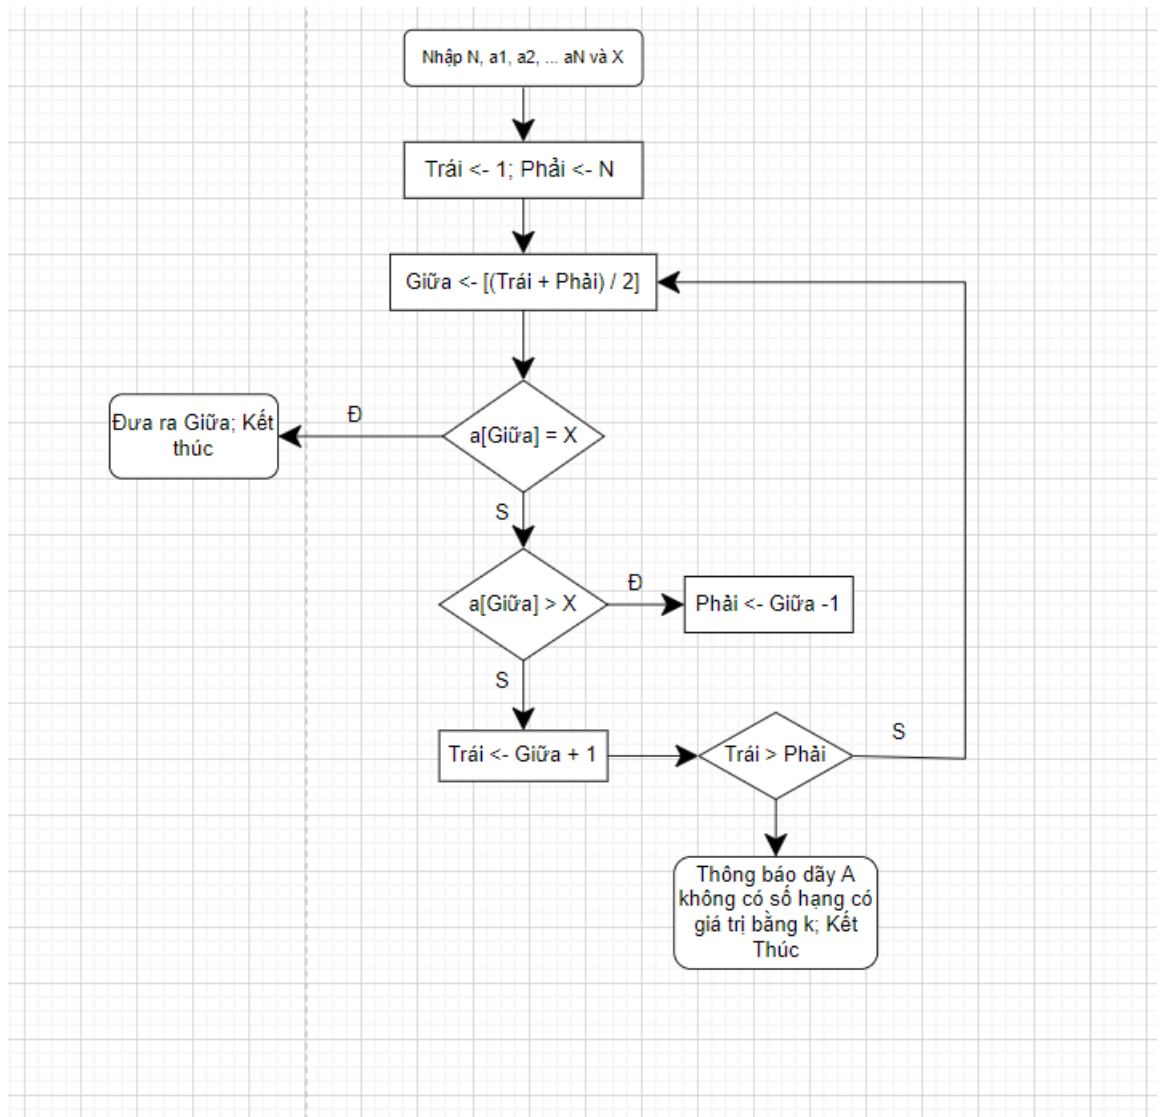 Nhập N, a1, a2, ... aN và X
Trái <- 1; Phải <- N
Giữa <- [(Trái + Phải) / 2]
Đưa ra Giữa; Kết
thúc
Đ
a[Giữa] = X
S
a[Giữa] > X
Đ
Phải <- Giữa -1
S
Trái <- Giữa + 1
Trái > Phải
S
Thông báo dãy A
không có số hạng có
giá trị bằng k; Kết
Thúc